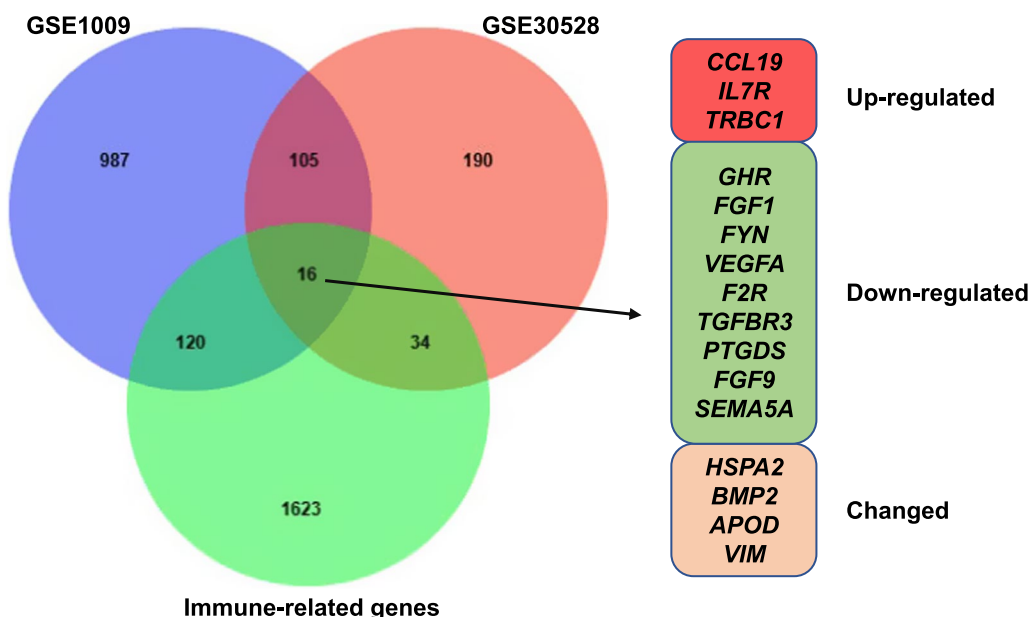 GSE1009
GSE30528
987
105
190
16
120
34
1623
Immune-related genes
CCL19
IL7R
TRBC1
Up-regulated
GHR
FGF1
FYN
VEGFA
F2R
TGFBR3
PTGDS
FGF9
SEMA5A
Down-regulated
HSPA2
BMP2
APOD
VIM
Changed